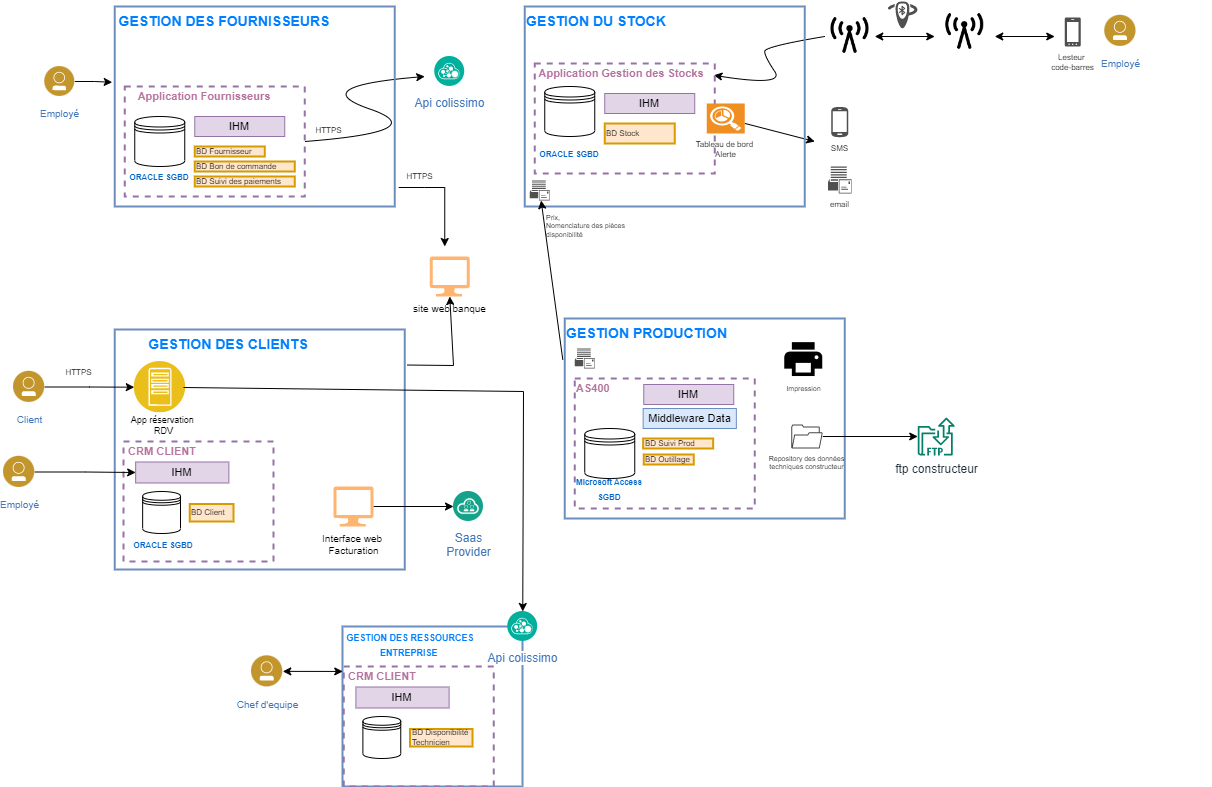 GESTION DES FOURNISSEURS
Employé
Application Fournisseurs
IHM
BD Fournisseur
BD Bon de commande
BD Suivi des paiements
ORACLE SGBD
HTTPS
Api colissimo
HTTPS
site web banque
GESTION DU STOCK
Application Gestion des Stocks
IHM
BD Stock
ORACLE SGBD
Tableau de bord
Alerte
Lesteur
code-barres
Employé
SMS
email
Prix,
Nomenclature des pièces
disponibilité
GESTION DES CLIENTS
HTTPS
Client
App réservation
RDV
CRM CLIENT
IHM
BD Client
ORACLE SGBD
Employé
Interface web
Facturation
Saas
Provider
GESTION PRODUCTION
AS400
IHM
Middleware Data
BD Suivi Prod
BD Outillage
Microsoft Access
SGBD
Impression
Repository des données
techniques constructeur
FTP
ftp constructeur
GESTION DES RESSOURCES
ENTREPRISE
Api colissimo
Chef d'equipe
CRM CLIENT
IHM
BD Disponibilité
Technicien